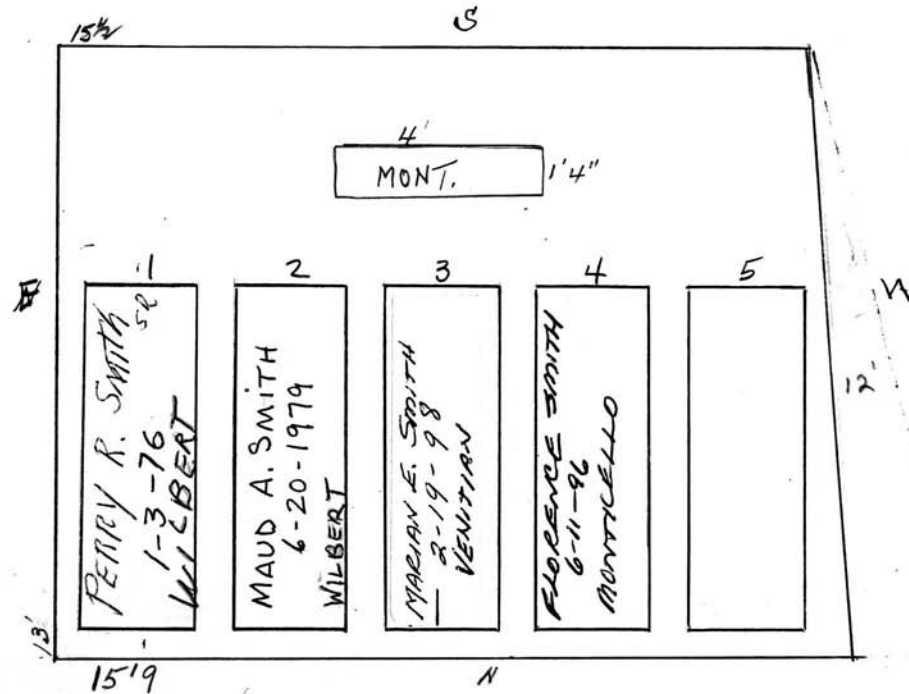 S
15½
4'
MONT.
1'4"
1
2
3
4
5
E
W
PERRY R. SMITH SR
1-3-76
WILBERT
MAUD A. SMITH
6-20-1979
WILBERT
MARIAN E. SMITH
2-19-98
VENITIAN
FLORENCE SMITH
6-11-96
MONTICELLO
12'
13'
15'9
N